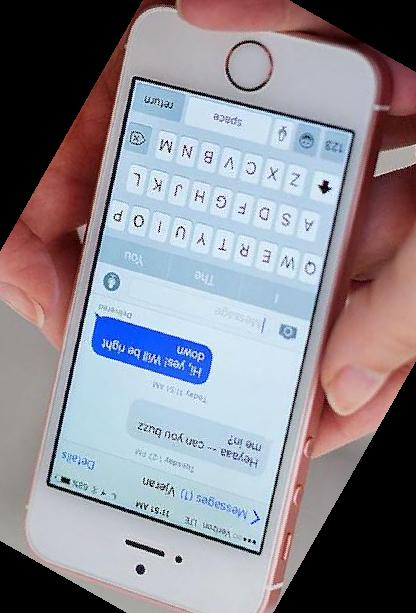 Verizon LTE 11:51 AM 68%
Messages (1) Vjeran Details
Tuesday 1:27 PM
Heyaaa -- can you buzz
me in?
Today 11:51 AM
Hi, yes! Will be right
down
Delivered
Message
I The You
Q W E R T Y U I O P
A S D F G H J K L
Z X C V B N M
123 space return